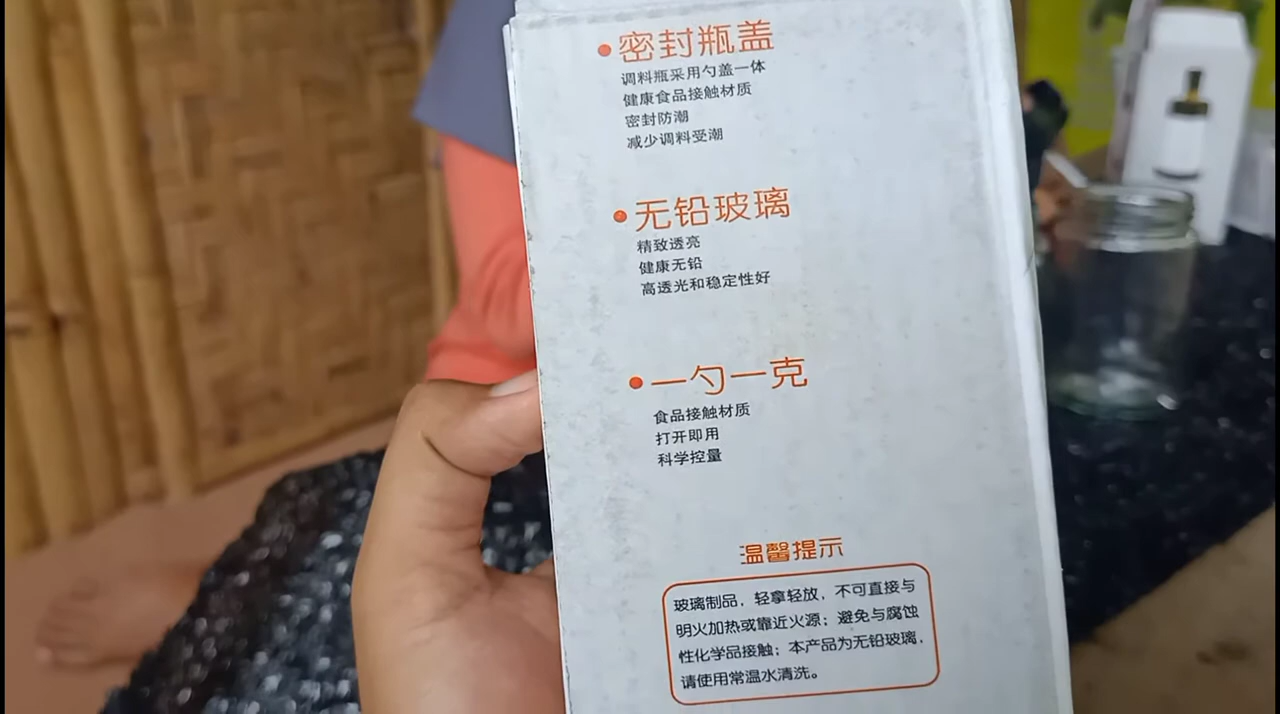 密封瓶盖
调料瓶采用勺盖一体
健康食品接触材质
密封防潮
减少调料受潮
无铅玻璃
精致透亮
健康无铅
高透光和稳定性好
一勺一克
食品接触材质
打开即用
科学控量
温馨提示
玻璃制品，轻拿轻放，不可直接与
明火加热或靠近火源；避免与腐蚀
性化学品接触；本产品为无铅玻璃，
请使用常温水清洗。